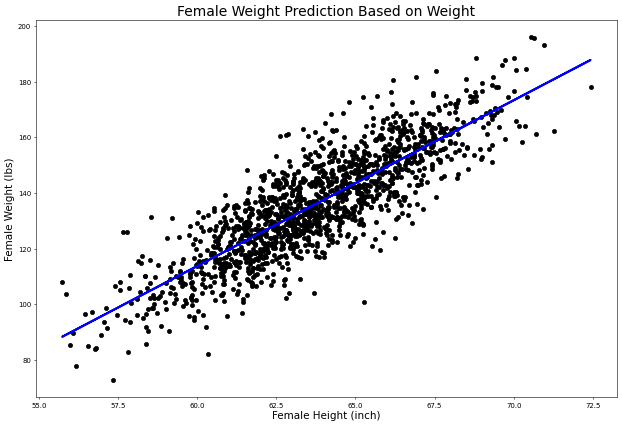 Female Weight Prediction Based on Weight
200
180
160
140
120
100
80
Female Weight (lbs)
55.0 57.5 60.0 62.5 65.0 67.5 70.0 72.5
Female Height (inch)